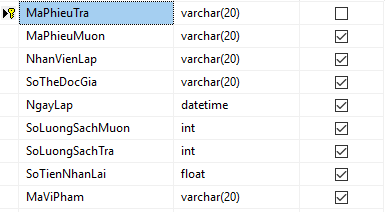 MaPhieuTra varchar(20)
MaPhieuMuon varchar(20)
NhanVienLap varchar(20)
SoTheDocGia varchar(20)
NgayLap datetime
SoLuongSachMuon int
SoLuongSachTra int
SoTienNhanLai float
MaViPham varchar(20)